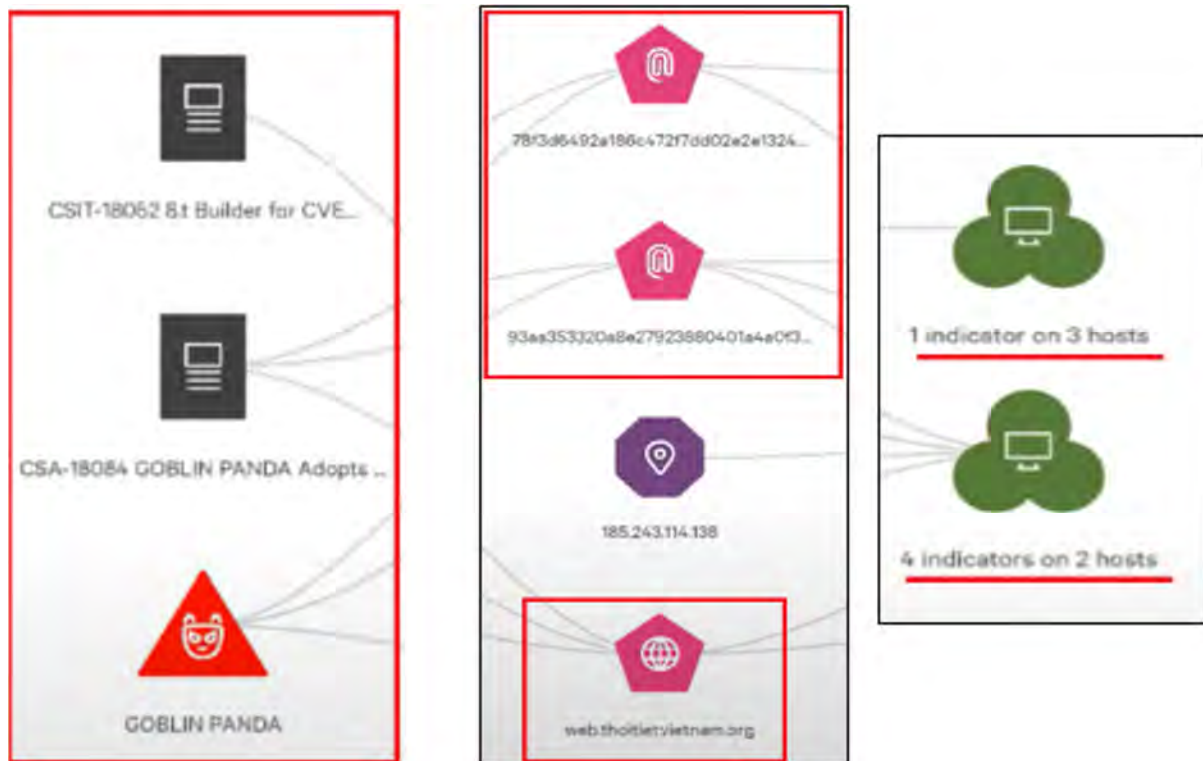 CSIT-18052 8.t Builder for CVE...
CSA-18084 GOBLIN PANDA Adopts ...
GOBLIN PANDA
78f3d6492a186c472f7dd02e2e1324...
93aa353320a8e27923880401a4a0f3...
185.243.114.138
web.thoitietvietnam.org
1 indicator on 3 hosts
4 indicators on 2 hosts